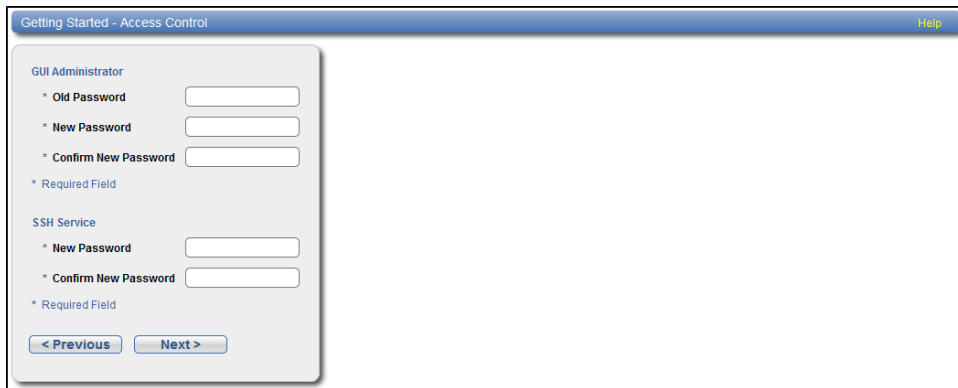 Getting Started - Access Control Help
GUI Administrator
* Old Password
* New Password
* Confirm New Password
* Required Field
SSH Service
* New Password
* Confirm New Password
* Required Field
< Previous Next >